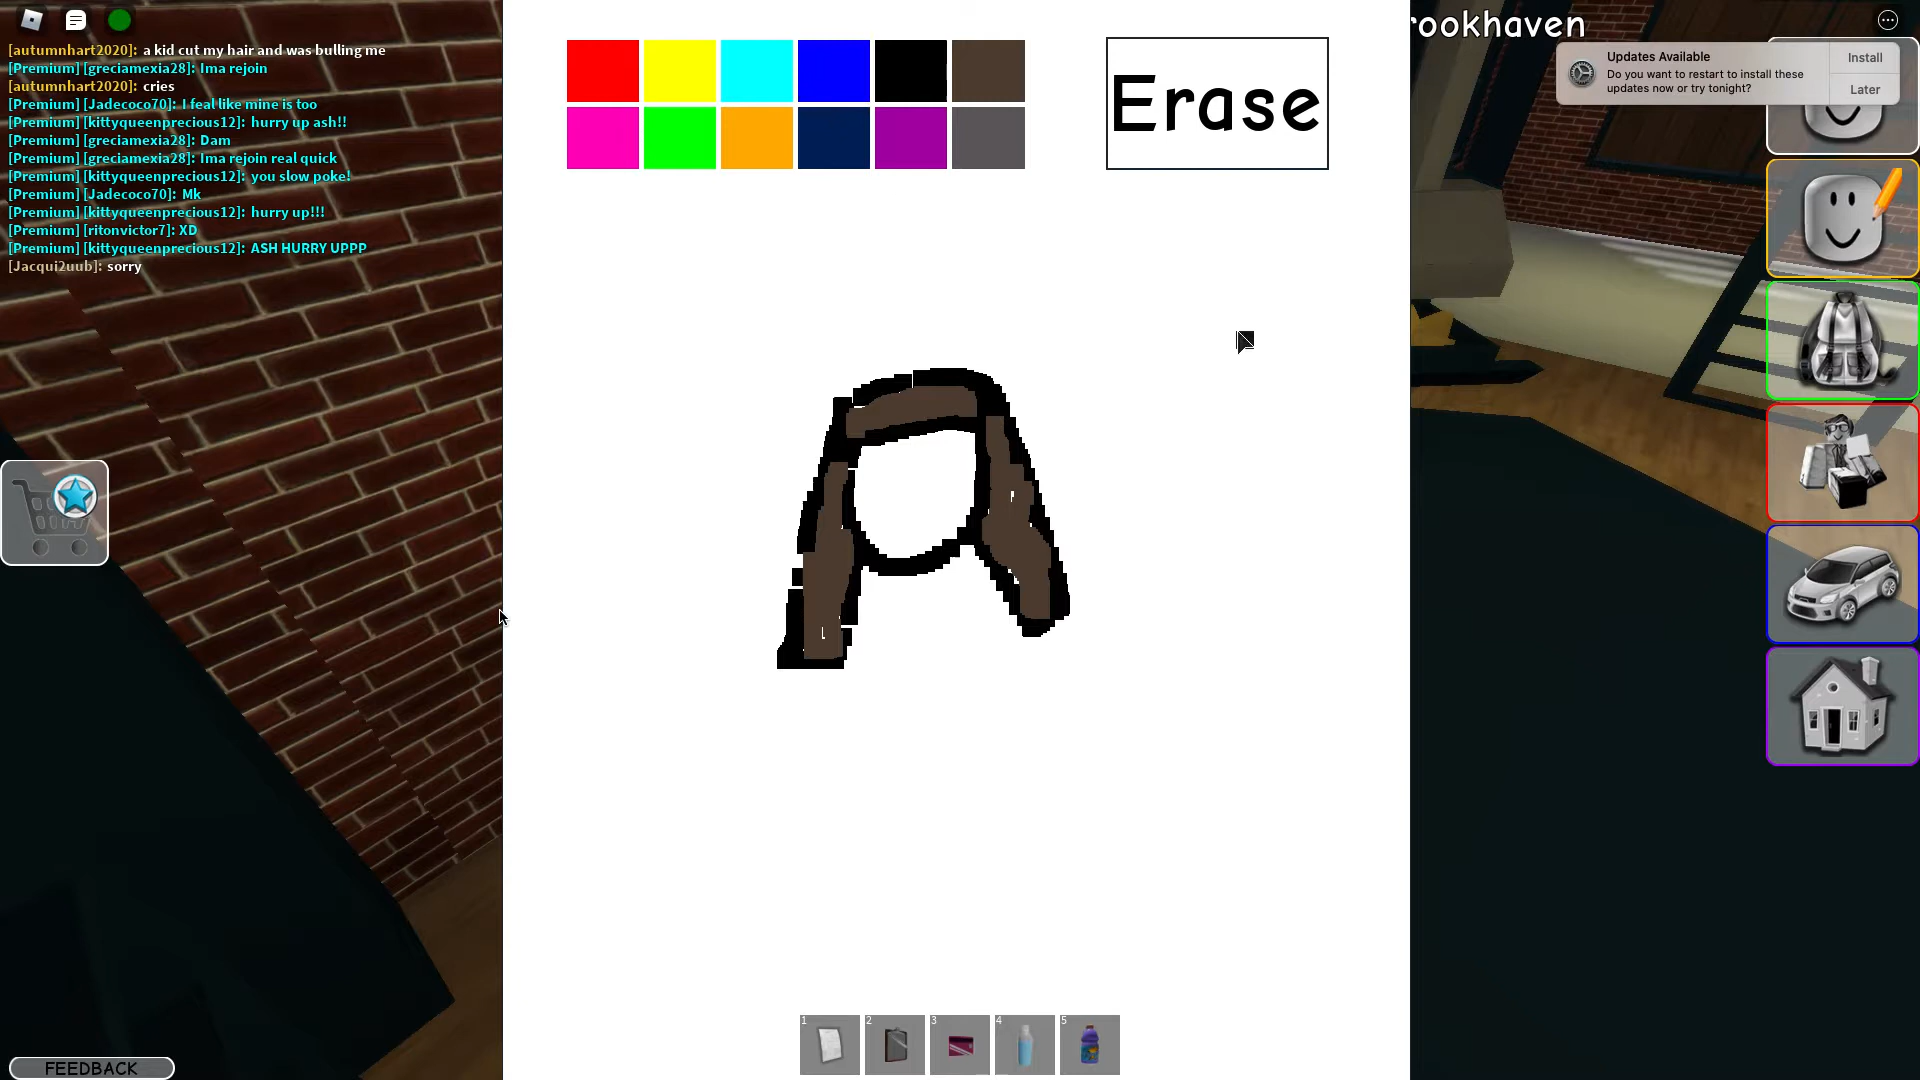 [autumnhart2020]: a kid cut my hair and was bulling me
[Premium] [greciamexia28]: Ima rejoin
[autumnhart2020]: cries
[Premium] [Jadecoco70]: I feal like mine is too
[Premium] [kittyqueenprecious12]: hurry up ash!!
[Premium] [greciamexia28]: Dam
[Premium] [greciamexia28]: Ima rejoin real quick
[Premium] [kittyqueenprecious12]: you slow poke!
[Premium] [Jadecoco70]: Mk
[Premium] [kittyqueenprecious12]: hurry up!!!
[Premium] [ritonvictor7]: XD
[Premium] [kittyqueenprecious12]: ASH HURRY UPPP
[Jacqui2uub]: sorry
Erase
rookhaven
Updates Available
Do you want to restart to install these
updates now or try tonight?
Install
Later
1 2 3 4 5
FEEDBACK